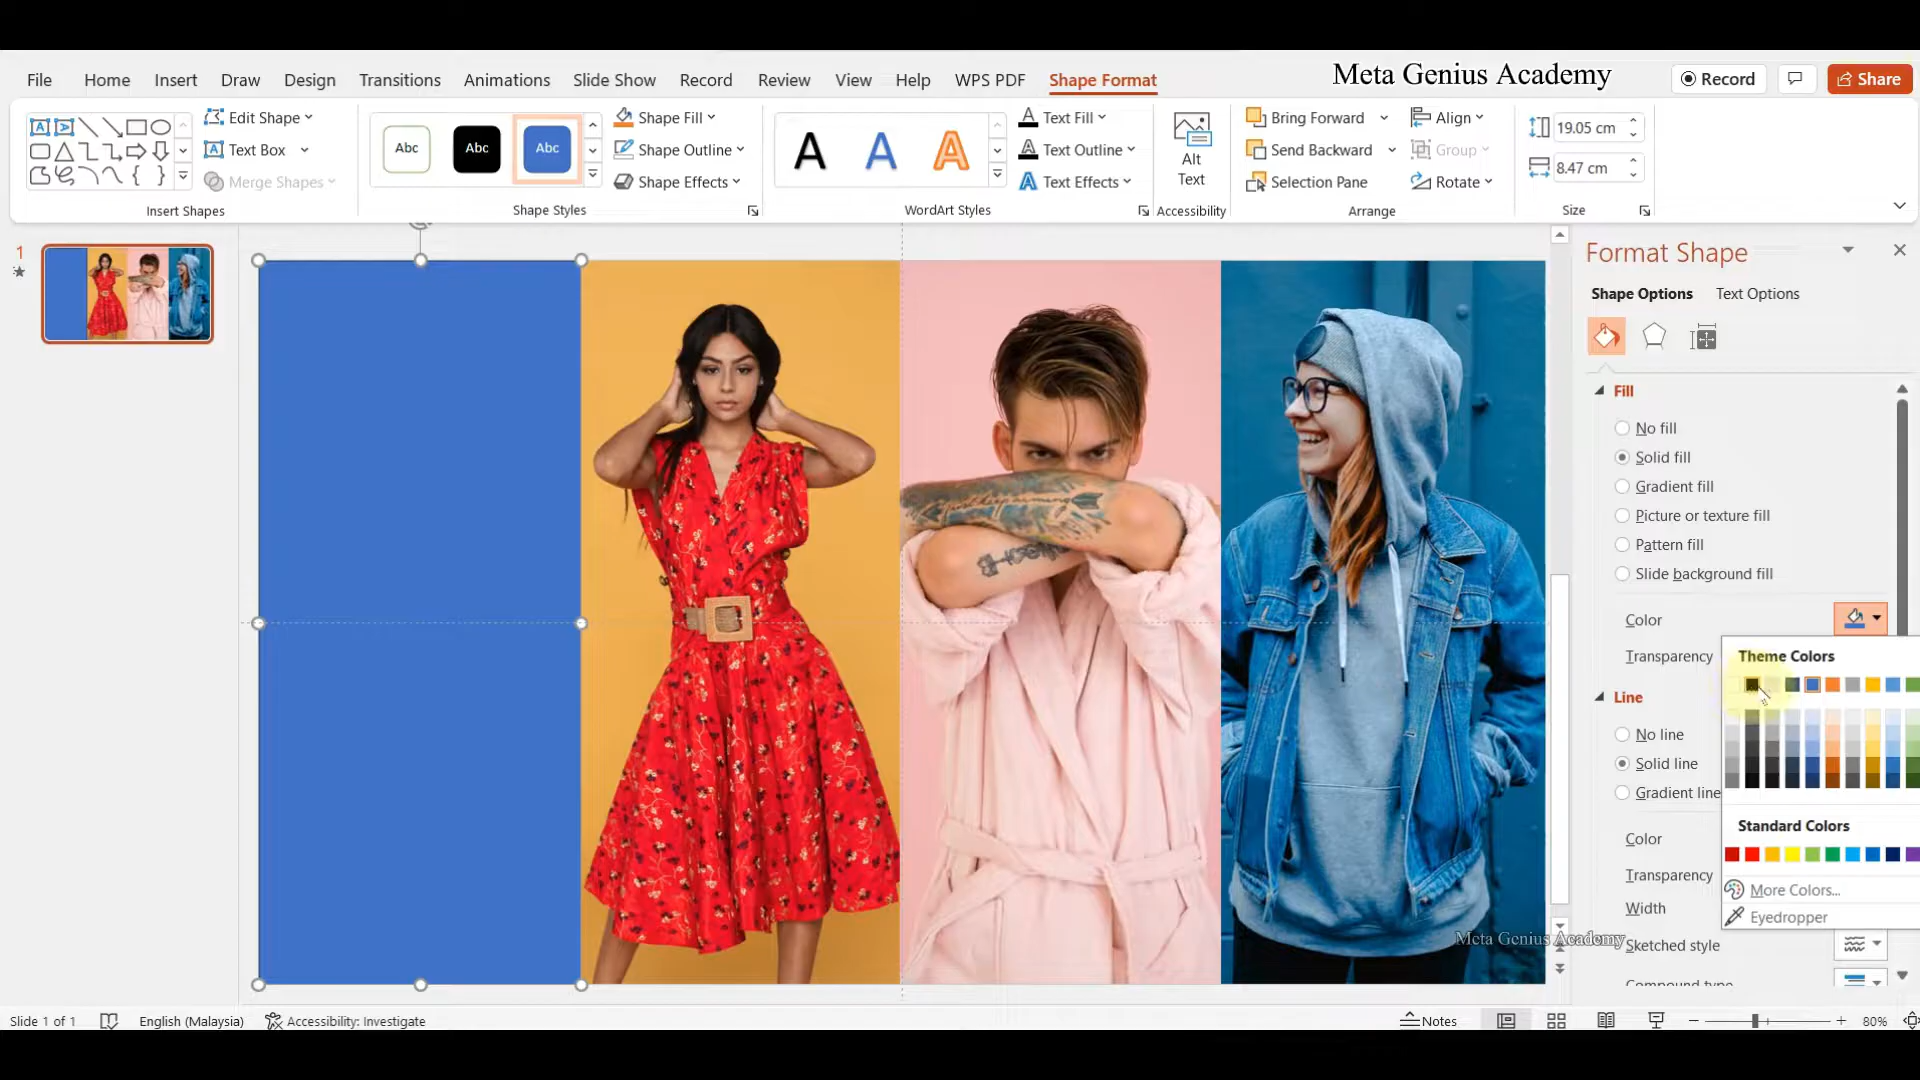 File Home Insert Draw Design Transitions Animations Slide Show Record Review View Help WPS PDF Shape Format Meta Genius Academy Record Share
Edit Shape Shape Fill Text Fill Bring Forward Align 19.05 cm
Text Box Abc Abc Abc Shape Outline A A A Text Outline Alt Text Send Backward Group 8.47 cm
Merge Shapes Shape Effects Text Effects Selection Pane Rotate
Insert Shapes Shape Styles WordArt Styles Accessibility Arrange Size
1
Format Shape
Shape Options Text Options
Fill
No fill
Solid fill
Gradient fill
Picture or texture fill
Pattern fill
Slide background fill
Color
Transparency
Theme Colors
Line
No line
Solid line
Gradient line
Standard Colors
Color
Transparency
More Colors...
Width
Eyedropper
Meta Genius Academy
Sketched style
Compound type
Slide 1 of 1 English (Malaysia) Accessibility: Investigate Notes 80%